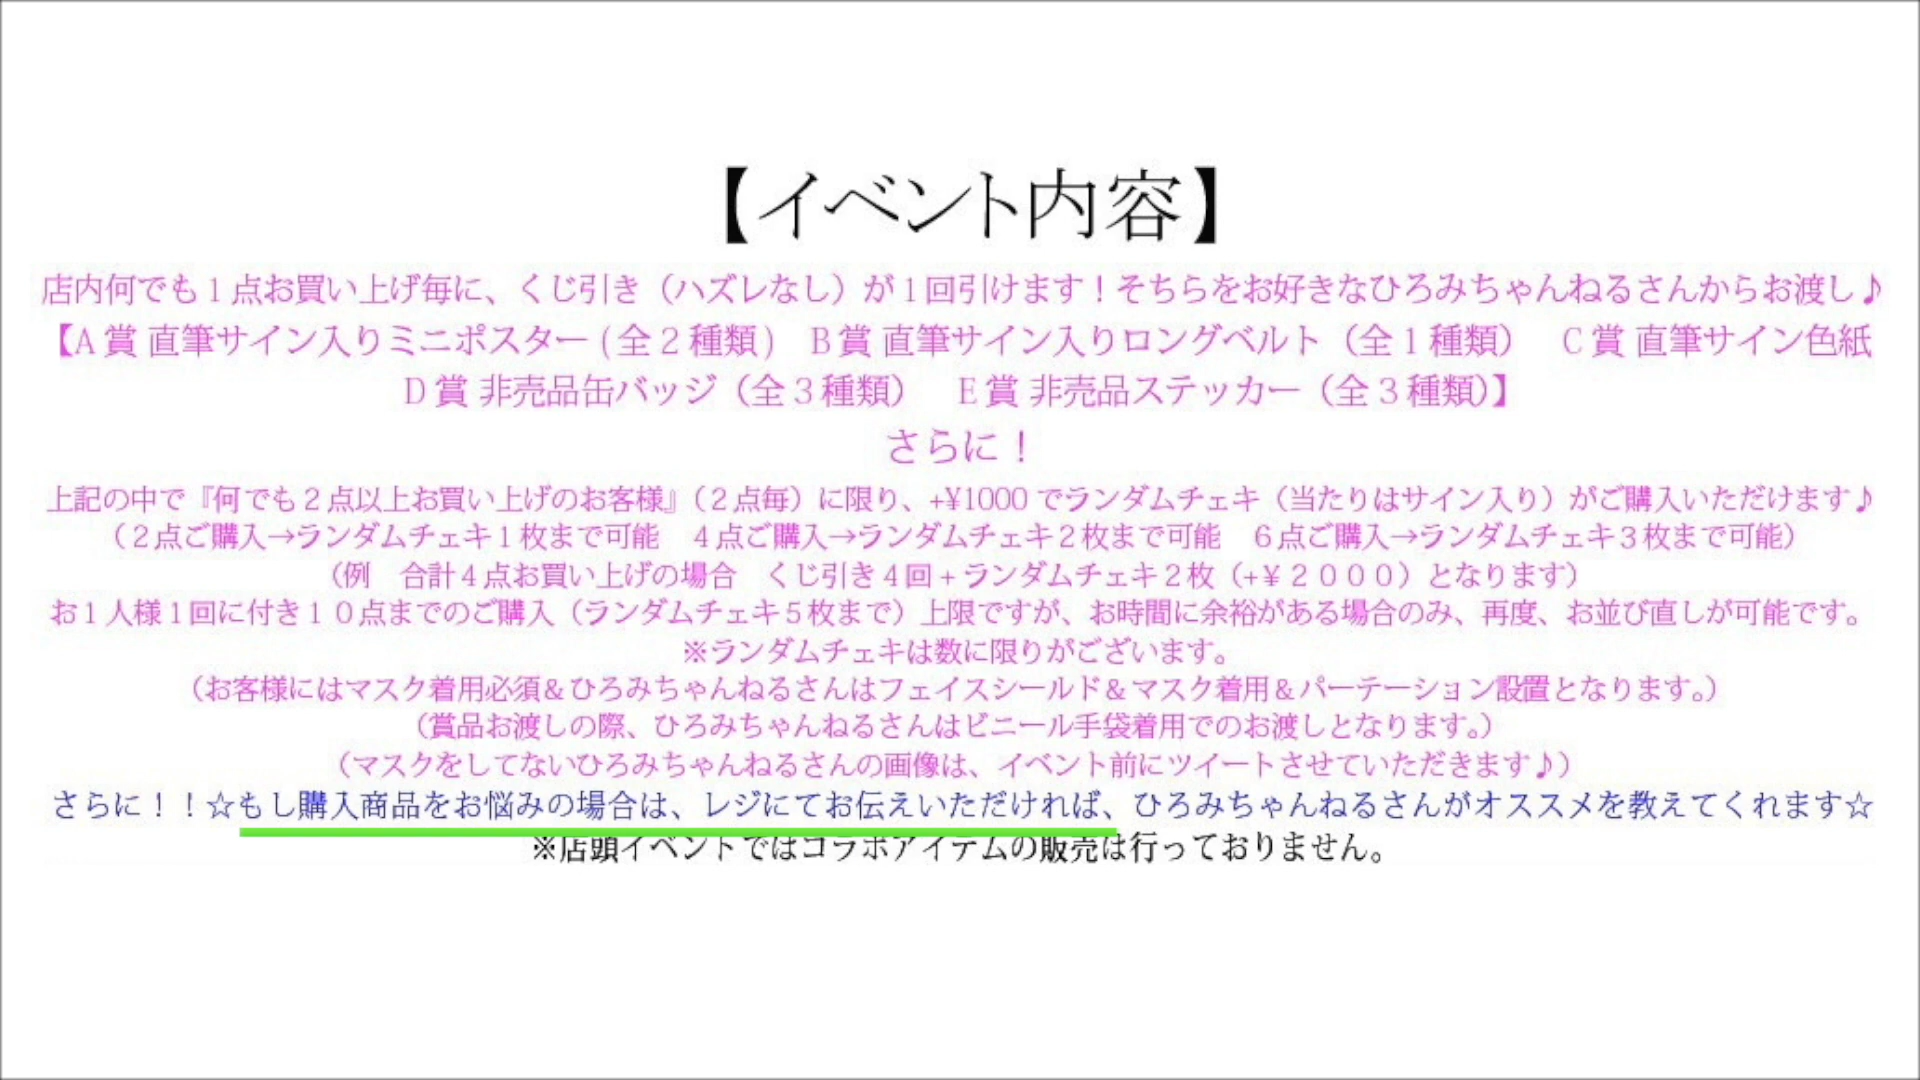 【イベント内容】
店内何でも１点お買い上げ毎に、くじ引き（ハズレなし）が１回引けます！そちらをお好きなひろみちゃんねるさんからお渡し♪
【A 賞 直筆サイン入りミニポスター (全 2 種類)　B 賞 直筆サイン入りロングベルト（全 1 種類）　C 賞 直筆サイン色紙
D 賞 非売品缶バッジ（全 3 種類）　E 賞 非売品ステッカー（全 3 種類)】
さらに！
上記の中で『何でも２点以上お買い上げのお客様』（２点毎）に限り、+¥1000 でランダムチェキ（当たりはサイン入り）がご購入いただけます♪
（２点ご購入→ランダムチェキ１枚まで可能　４点ご購入→ランダムチェキ２枚まで可能　６点ご購入→ランダムチェキ３枚まで可能）
（例　合計４点お買い上げの場合　くじ引き４回 + ランダムチェキ２枚（+￥２０００）となります）
お１人様１回に付き１０点までのご購入（ランダムチェキ５枚まで）上限ですが、お時間に余裕がある場合のみ、再度、お並び直しが可能です。
※ランダムチェキは数に限りがございます。
（お客様にはマスク着用必須＆ひろみちゃんねるさんはフェイスシールド＆マスク着用＆パーテーション設置となります。）
（賞品お渡しの際、ひろみちゃんねるさんはビニール手袋着用でのお渡しとなります。）
（マスクをしてないひろみちゃんねるさんの画像は、イベント前にツイートさせていただきます♪）
さらに！！☆もし購入商品をお悩みの場合は、レジにてお伝えいただければ、ひろみちゃんねるさんがオススメを教えてくれます☆
※店頭イベントではコラボアイテムの販売は行っておりません。